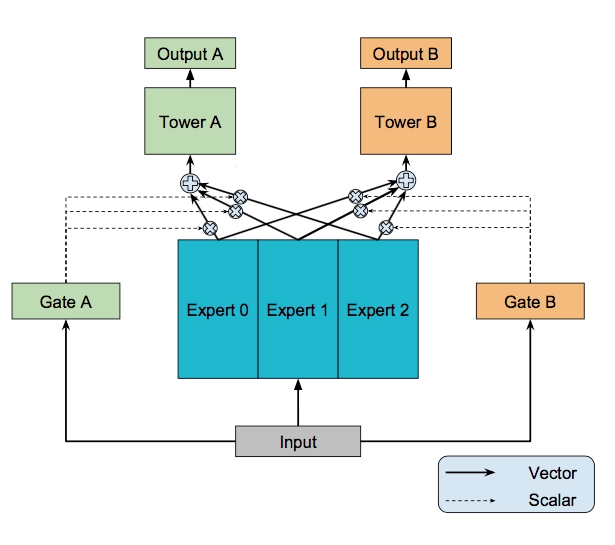 Output A
Output B
Tower A
Tower B
Gate A
Expert 0
Expert 1
Expert 2
Gate B
Input
Vector
Scalar